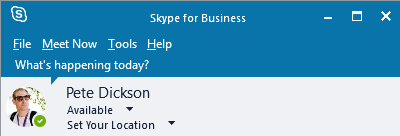 Skype for Business
File Meet Now Tools Help
What's happening today?
Pete Dickson
Available
Set Your Location